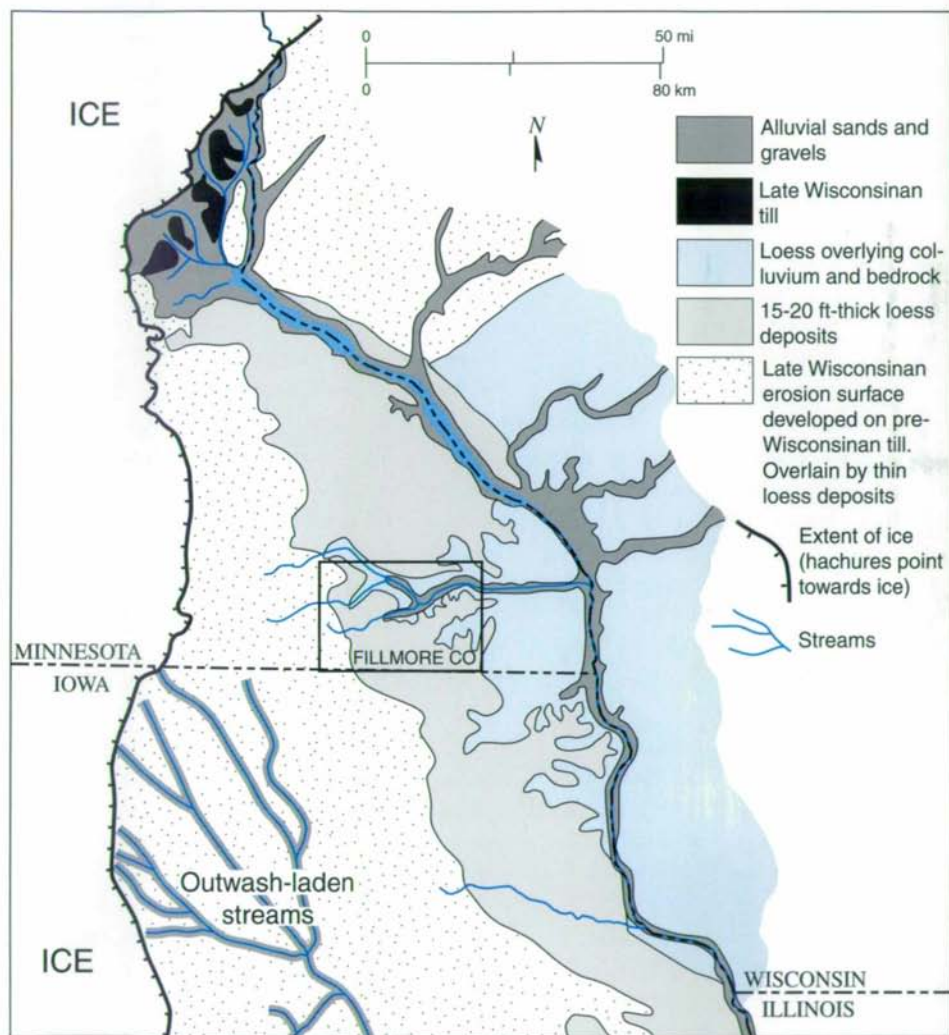 ICE
0
50 mi
0
80 km
N
Alluvial sands and
gravels
Late Wisconsinan
till
Loess overlying col-
luvium and bedrock
15-20 ft-thick loess
deposits
Late Wisconsinan
erosion surface
developed on pre-
Wisconsinan till.
Overlain by thin
loess deposits
Extent of ice
(hachures point
towards ice)
Streams
MINNESOTA
IOWA
FILLMORE CO
Outwash-laden
streams
ICE
WISCONSIN
ILLINOIS